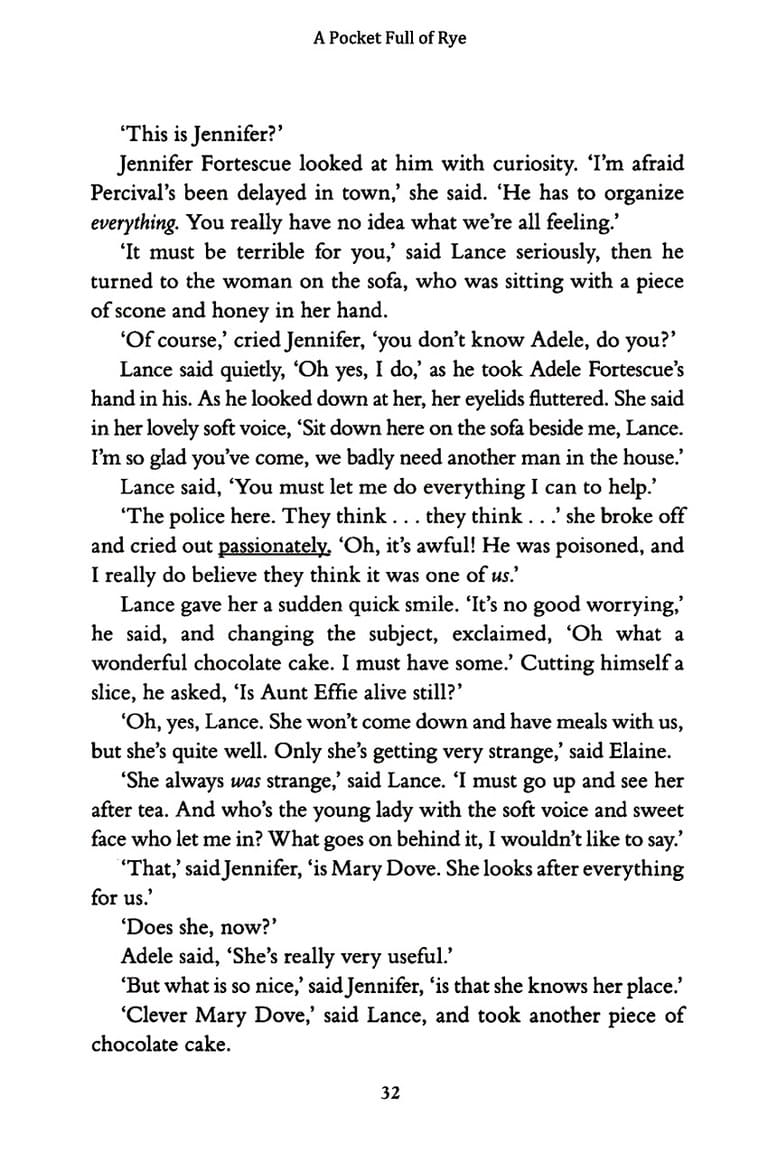 A Pocket Full of Rye
‘This is Jennifer?’
Jennifer Fortescue looked at him with curiosity. ‘I’m afraid
Percival’s been delayed in town,’ she said. ‘He has to organize
everything. You really have no idea what we’re all feeling.’
‘It must be terrible for you,’ said Lance seriously, then he
turned to the woman on the sofa, who was sitting with a piece
of scone and honey in her hand.
‘Of course,’ cried Jennifer, ‘you don’t know Adele, do you?’
Lance said quietly, ‘Oh yes, I do,’ as he took Adele Fortescue’s
hand in his. As he looked down at her, her eyelids fluttered. She said
in her lovely soft voice, ‘Sit down here on the sofa beside me, Lance.
I’m so glad you’ve come, we badly need another man in the house.’
Lance said, ‘You must let me do everything I can to help.’
‘The police here. They think . . . they think . . .’ she broke off
and cried out passionately, ‘Oh, it’s awful! He was poisoned, and
I really do believe they think it was one of us.’
Lance gave her a sudden quick smile. ‘It’s no good worrying,’
he said, and changing the subject, exclaimed, ‘Oh what a
wonderful chocolate cake. I must have some.’ Cutting himself a
slice, he asked, ‘Is Aunt Effie alive still?’
‘Oh, yes, Lance. She won’t come down and have meals with us,
but she’s quite well. Only she’s getting very strange,’ said Elaine.
‘She always was strange,’ said Lance. ‘I must go up and see her
after tea. And who’s the young lady with the soft voice and sweet
face who let me in? What goes on behind it, I wouldn’t like to say.’
‘That,’ said Jennifer, ‘is Mary Dove. She looks after everything
for us.’
‘Does she, now?’
Adele said, ‘She’s really very useful.’
‘But what is so nice,’ said Jennifer, ‘is that she knows her place.’
‘Clever Mary Dove,’ said Lance, and took another piece of
chocolate cake.
32